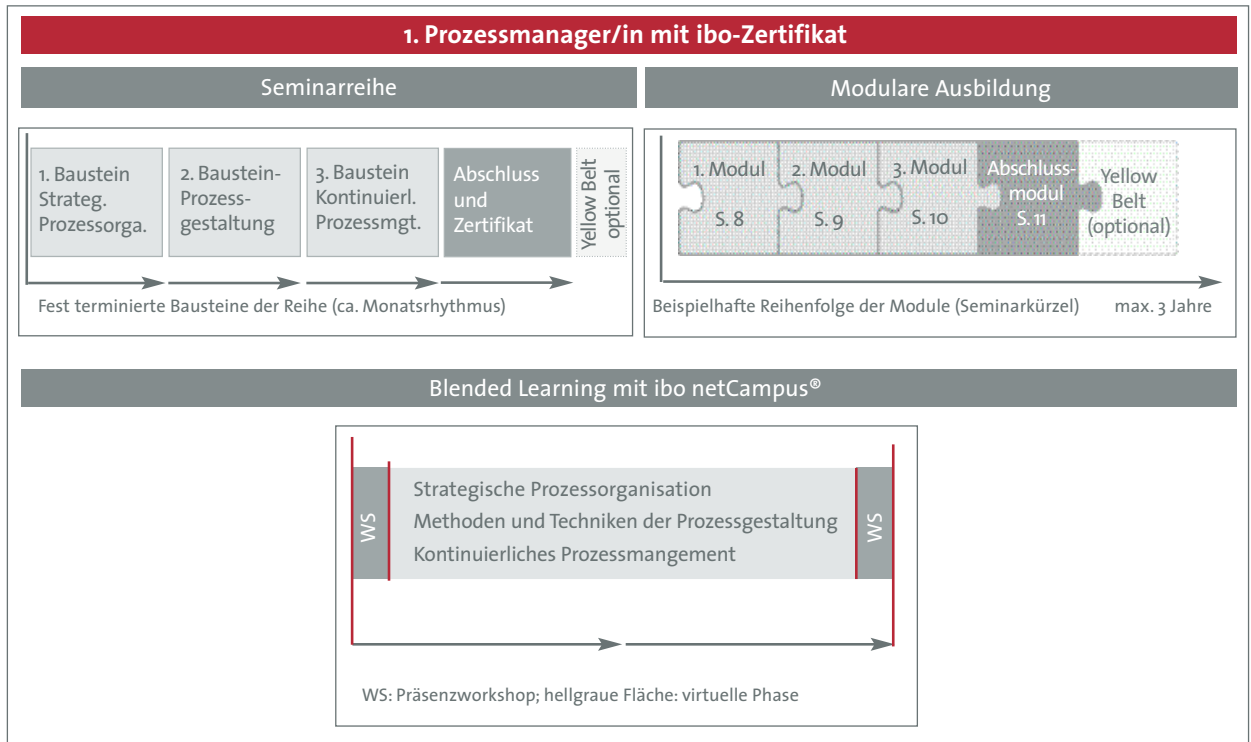 1. Prozessmanager/in mit ibo-Zertifikat
Seminarreihe
1. Baustein
Strateg.
Prozessorga.
2. Baustein-
Prozess-
gestaltung
3. Baustein
Kontinuierl.
Prozessmgt.
Abschluss
und
Zertifikat
Yellow Belt
optional
Fest terminierte Bausteine der Reihe (ca. Monatsrhythmus)
Modulare Ausbildung
1. Modul
S. 8
2. Modul
S. 9
3. Modul
S. 10
Abschluss-
modul
S. 11
Yellow
Belt
(optional)
Beispielhafte Reihenfolge der Module (Seminarkürzel) max. 3 Jahre
Blended Learning mit ibo netCampus®
WS
Strategische Prozessorganisation
Methoden und Techniken der Prozessgestaltung
Kontinuierliches Prozessmangement
WS
WS: Präsenzworkshop; hellgraue Fläche: virtuelle Phase